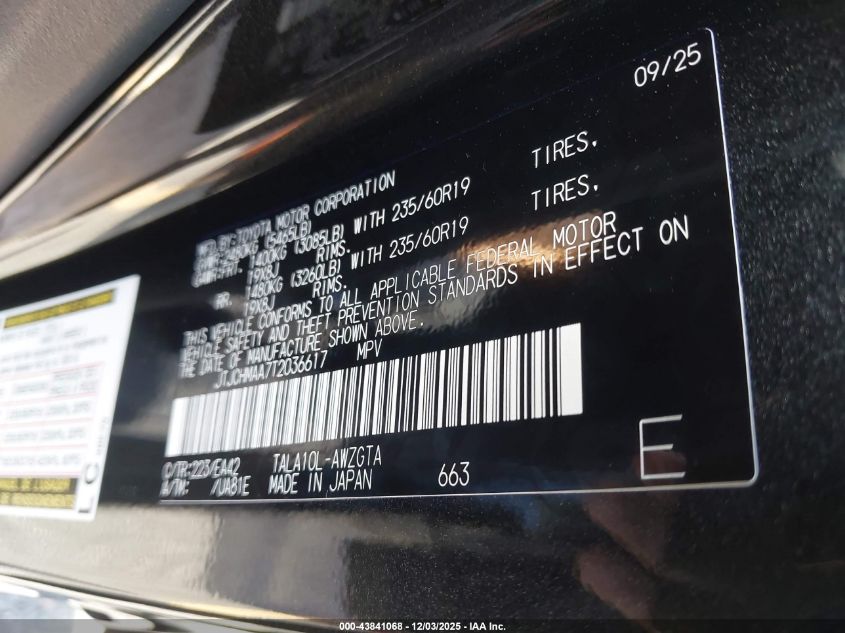 09/25
MFD BY:TOYOTA MOTOR CORPORATION
GVWR:2480KG (5465LB)
GAWR:FRT. 1400KG (3085LB) WITH 235/60R19 TIRES,
19X8J RIMS.
RR. 1480KG (3260LB) WITH 235/60R19 TIRES,
19X8J RIMS.
THIS VEHICLE CONFORMS TO ALL APPLICABLE FEDERAL MOTOR
VEHICLE SAFETY AND THEFT PREVENTION STANDARDS IN EFFECT ON
THE DATE OF MANUFACTURE SHOWN ABOVE.
JTJCHMAA7T2036617 MPV
C/TR:223/EA42 TALA10L-AWZGTA
A/TM: /UA81E MADE IN JAPAN 663
E
000-43841068 - 12/03/2025 - IAA Inc.